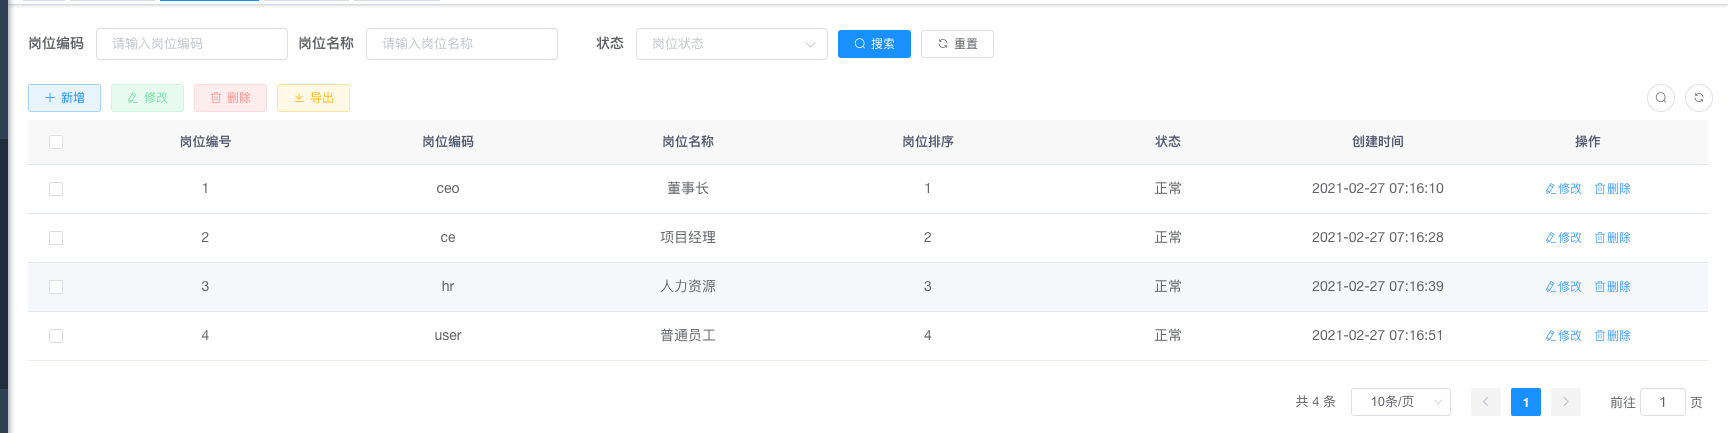 岗位编码 请输入岗位编码 岗位名称 请输入岗位名称 状态 岗位状态 搜索 重置
新增 修改 删除 导出
岗位编号 岗位编码 岗位名称 岗位排序 状态 创建时间 操作
1 ceo 董事长 1 正常 2021-02-27 07:16:10 修改 删除
2 ce 项目经理 2 正常 2021-02-27 07:16:28 修改 删除
3 hr 人力资源 3 正常 2021-02-27 07:16:39 修改 删除
4 user 普通员工 4 正常 2021-02-27 07:16:51 修改 删除
共 4 条 10条/页 1 前往 1 页